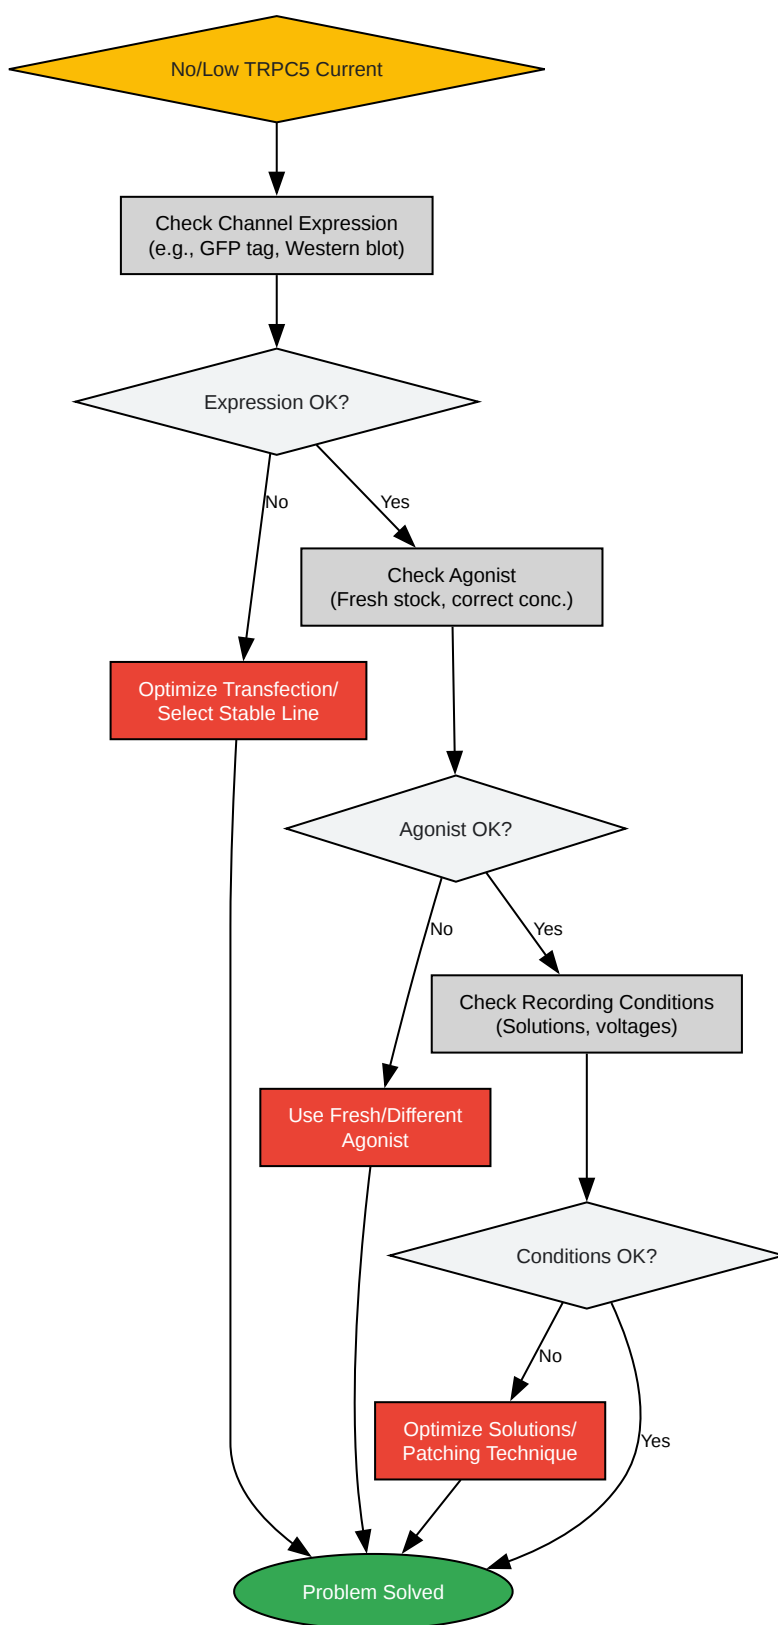 No/Low TRPC5 Current
Check Channel Expression
(e.g., GFP tag, Western blot)
Expression OK?
No
Yes
Check Agonist
(Fresh stock, correct conc.)
Optimize Transfection/
Select Stable Line
Agonist OK?
No
Yes
Check Recording Conditions
(Solutions, voltages)
Use Fresh/Different
Agonist
Conditions OK?
No
Optimize Solutions/
Patching Technique
Yes
Problem Solved